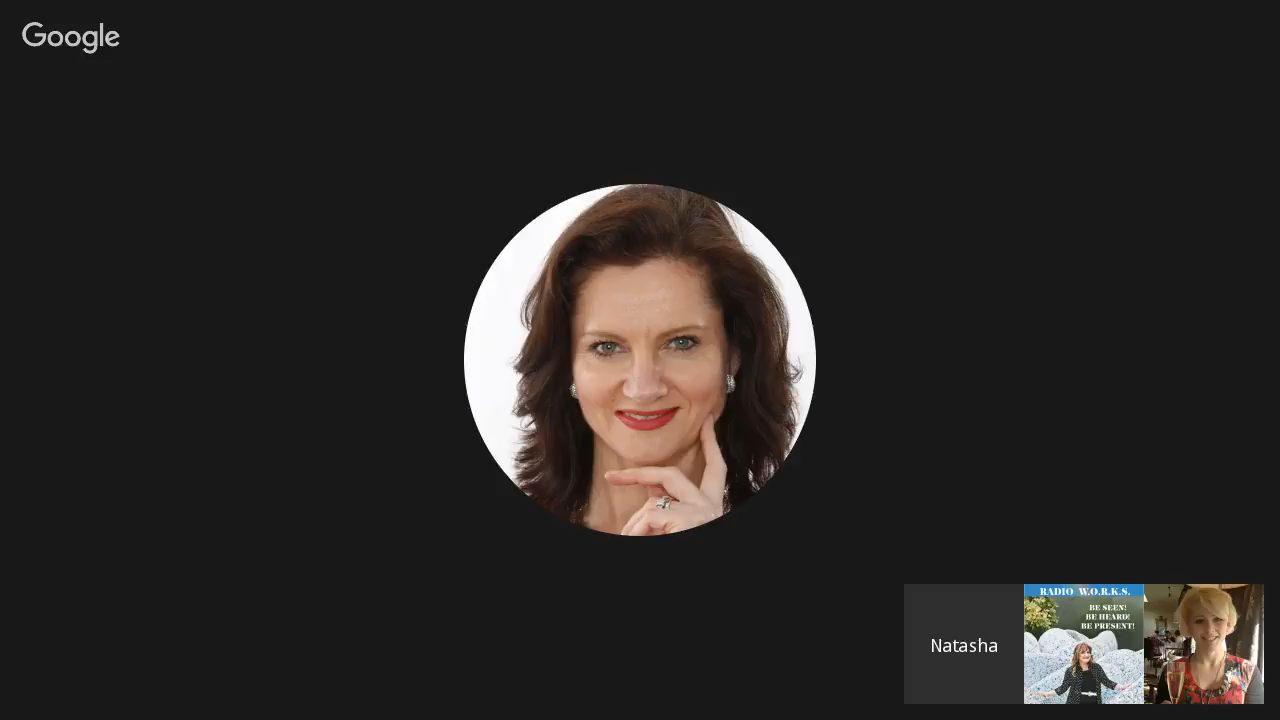 Google
Natasha
RADIO W.O.R.K.S.
BE SEEN!
BE HEARD!
BE PRESENT!